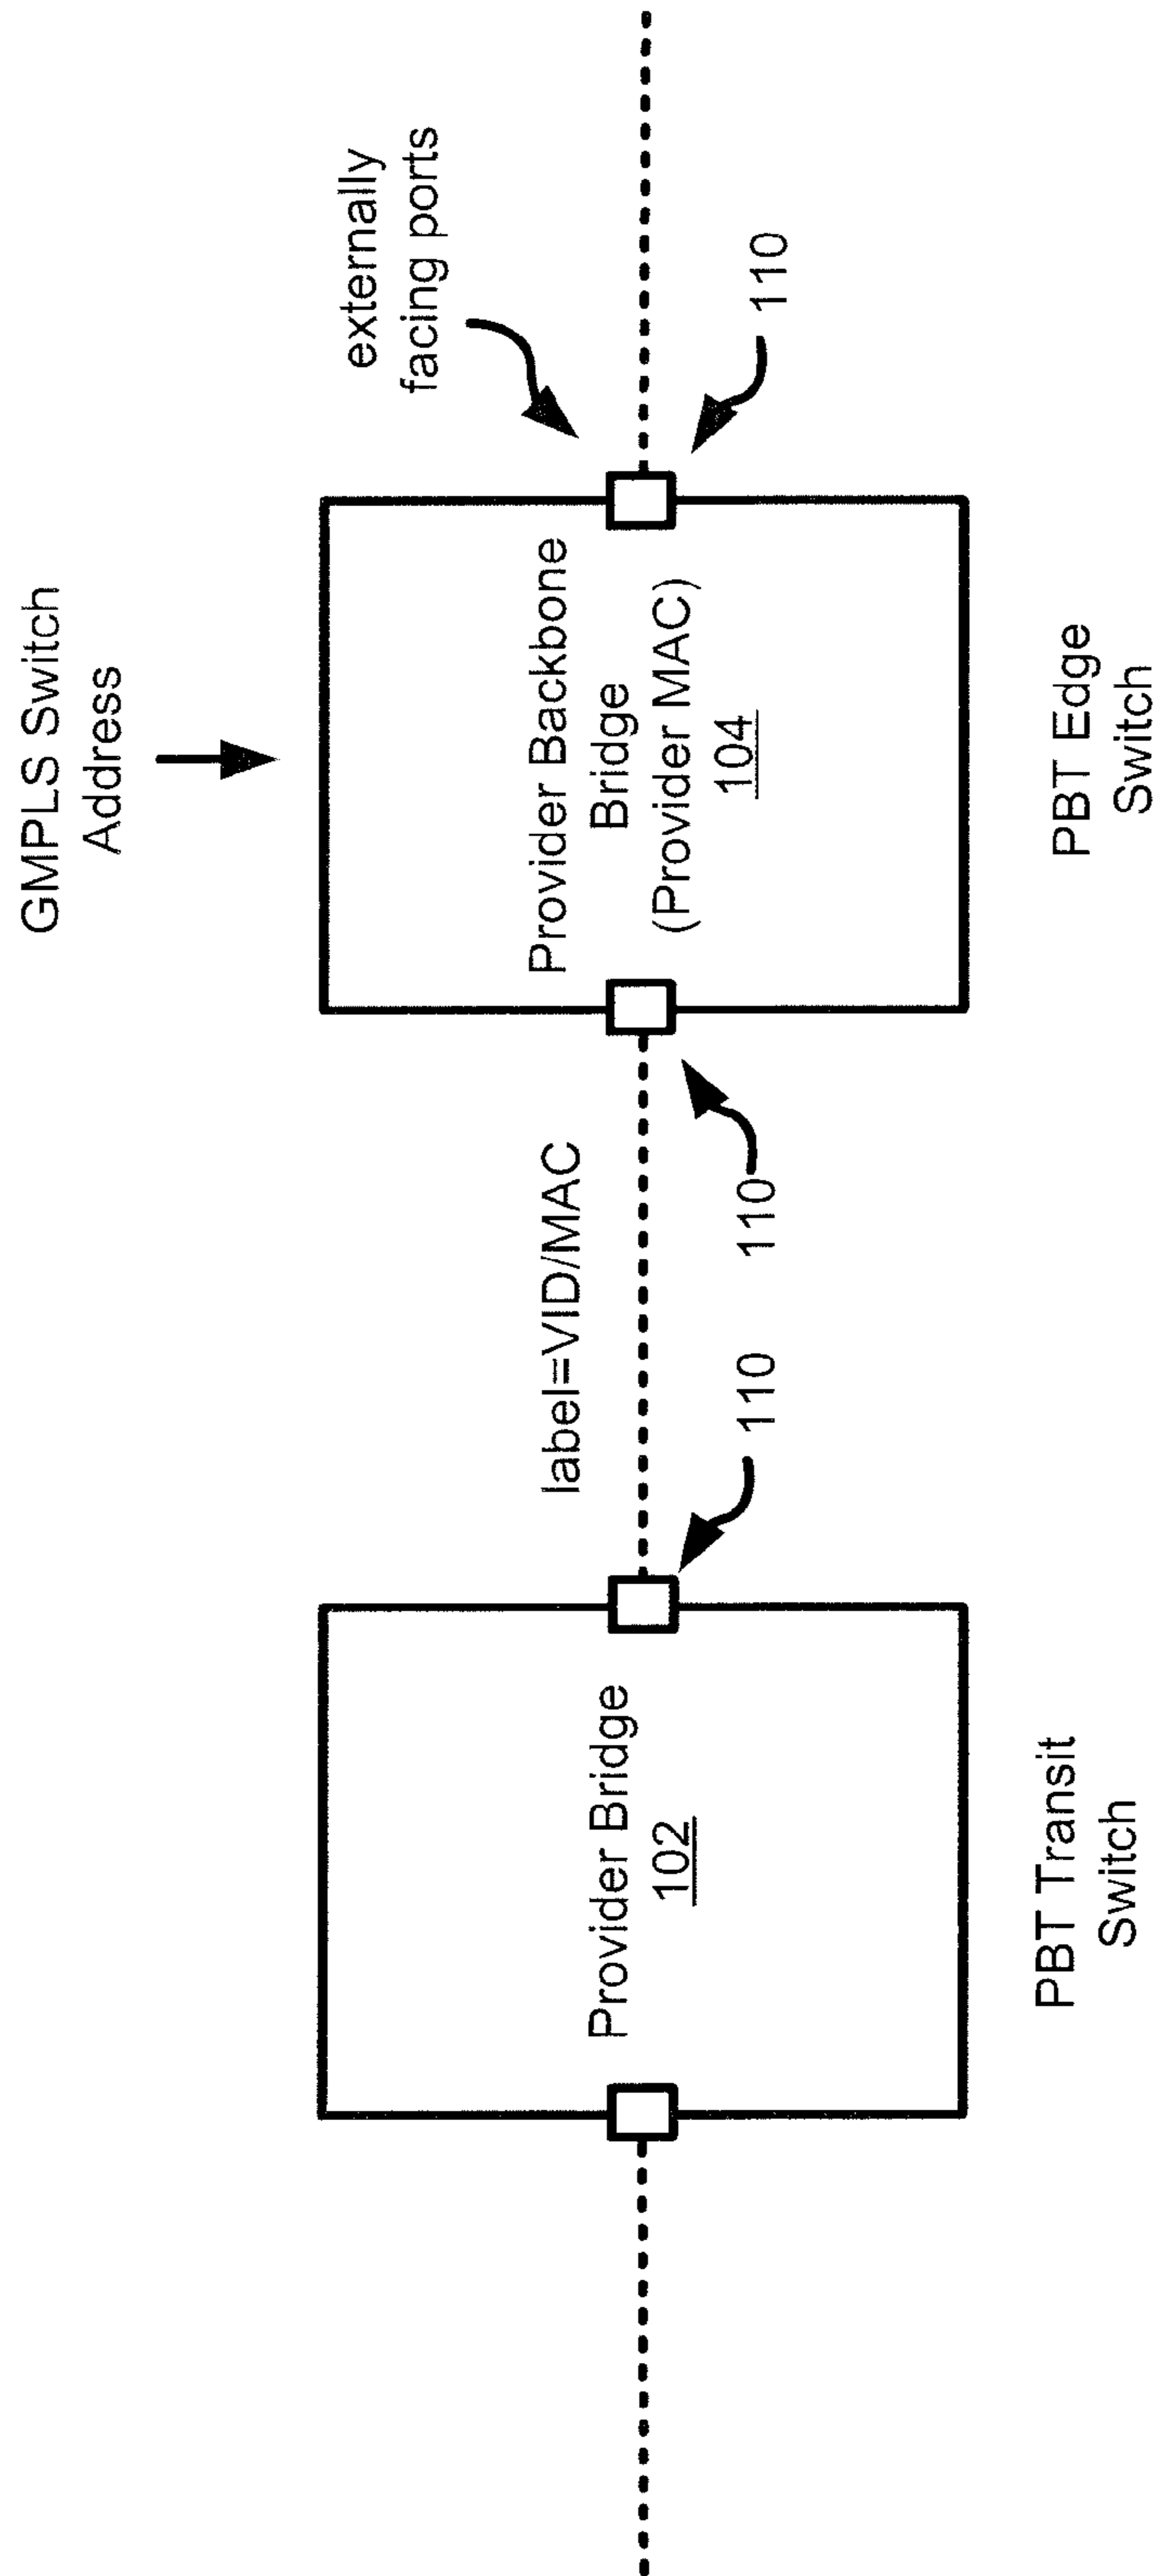 GMPLS Switch
Address
externally
facing ports
label=VID/MAC
Provider Bridge
102
Provider Backbone
Bridge
(Provider MAC)
104
110
110
110
PBT Transit
Switch
PBT Edge
Switch